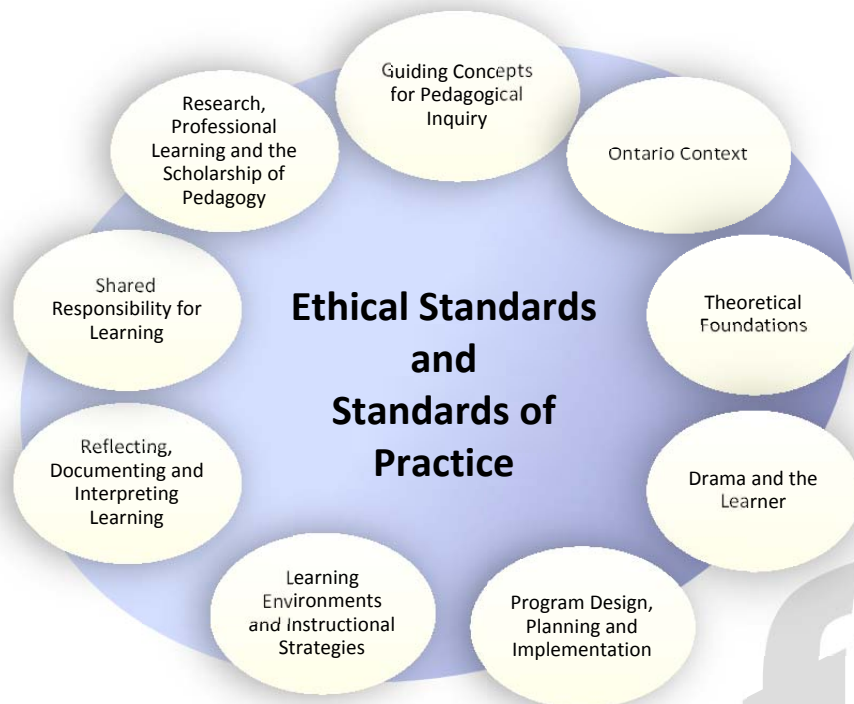 Guiding Concepts
for Pedagogical
Inquiry
Ontario Context
Theoretical
Foundations
Drama and the
Learner
Program Design,
Planning and
Implementation
Learning
Environments
and Instructional
Strategies
Reflecting,
Documenting and
Interpreting
Learning
Shared
Responsibility for
Learning
Research,
Professional
Learning and the
Scholarship of
Pedagogy
Ethical Standards
and
Standards of
Practice